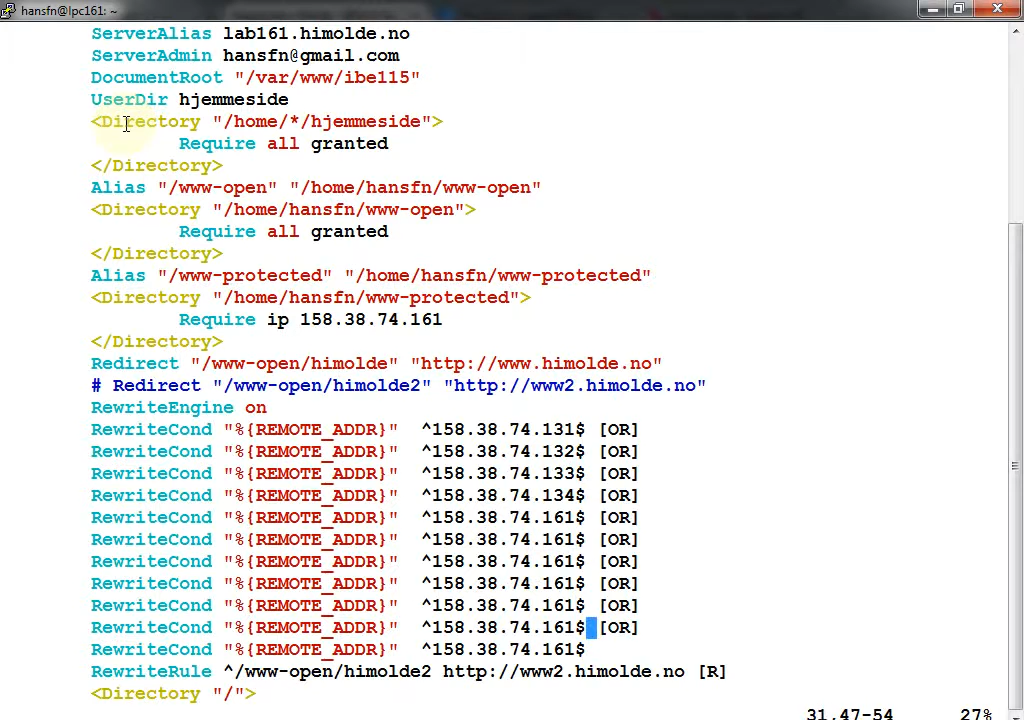 hansfn@lpc161: ~
ServerAlias lab161.himolde.no
ServerAdmin hansfn@gmail.com
DocumentRoot "/var/www/ibe115"
UserDir hjemmeside
<Directory "/home/*/hjemmeside">
Require all granted
</Directory>
Alias "/www-open" "/home/hansfn/www-open"
<Directory "/home/hansfn/www-open">
Require all granted
</Directory>
Alias "/www-protected" "/home/hansfn/www-protected"
<Directory "/home/hansfn/www-protected">
Require ip 158.38.74.161
</Directory>
Redirect "/www-open/himolde" "http://www.himolde.no"
# Redirect "/www-open/himolde2" "http://www2.himolde.no"
RewriteEngine on
RewriteCond "%{REMOTE_ADDR}" ^158.38.74.131$ [OR]
RewriteCond "%{REMOTE_ADDR}" ^158.38.74.132$ [OR]
RewriteCond "%{REMOTE_ADDR}" ^158.38.74.133$ [OR]
RewriteCond "%{REMOTE_ADDR}" ^158.38.74.134$ [OR]
RewriteCond "%{REMOTE_ADDR}" ^158.38.74.161$ [OR]
RewriteCond "%{REMOTE_ADDR}" ^158.38.74.161$ [OR]
RewriteCond "%{REMOTE_ADDR}" ^158.38.74.161$ [OR]
RewriteCond "%{REMOTE_ADDR}" ^158.38.74.161$ [OR]
RewriteCond "%{REMOTE_ADDR}" ^158.38.74.161$ [OR]
RewriteCond "%{REMOTE_ADDR}" ^158.38.74.161$ [OR]
RewriteCond "%{REMOTE_ADDR}" ^158.38.74.161$
RewriteRule ^/www-open/himolde2 http://www2.himolde.no [R]
<Directory "/">
31,47-54 27%